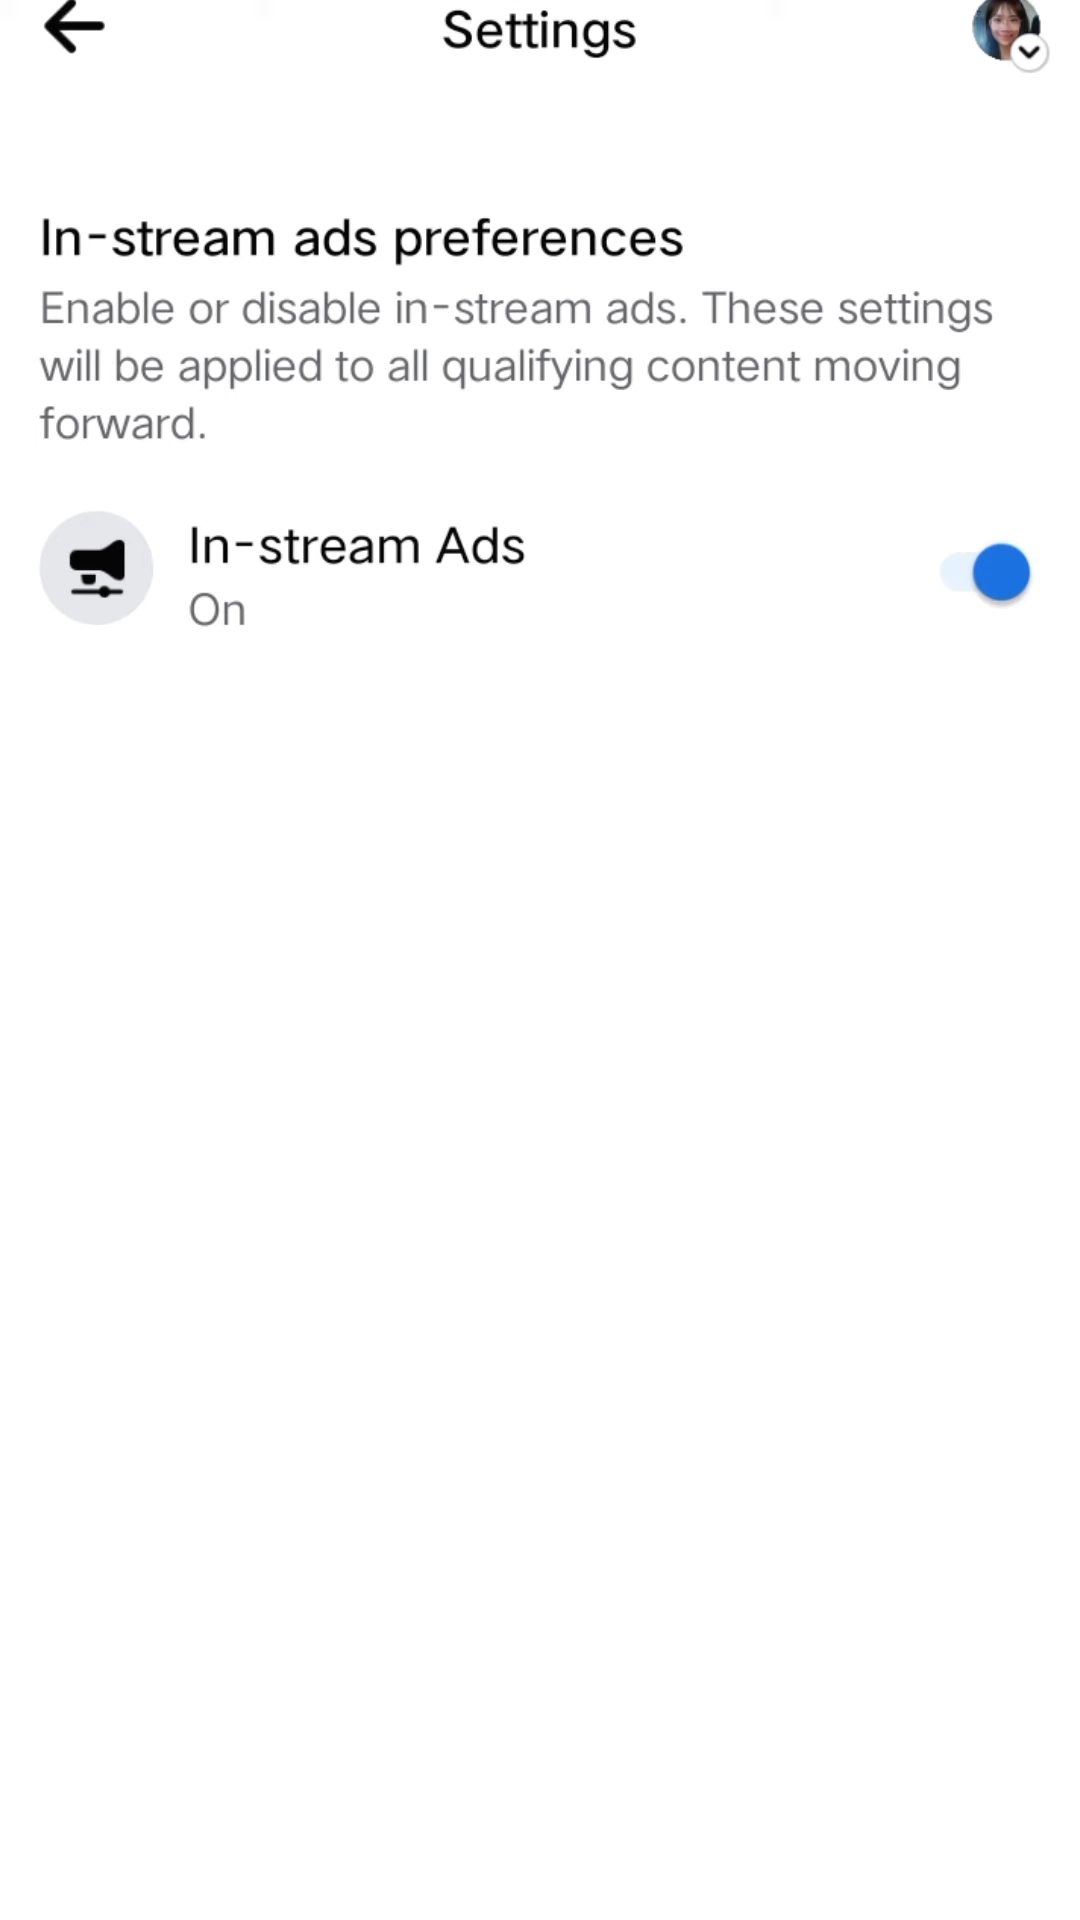 Settings
In-stream ads preferences
Enable or disable in-stream ads. These settings
will be applied to all qualifying content moving
forward.
In-stream Ads
On